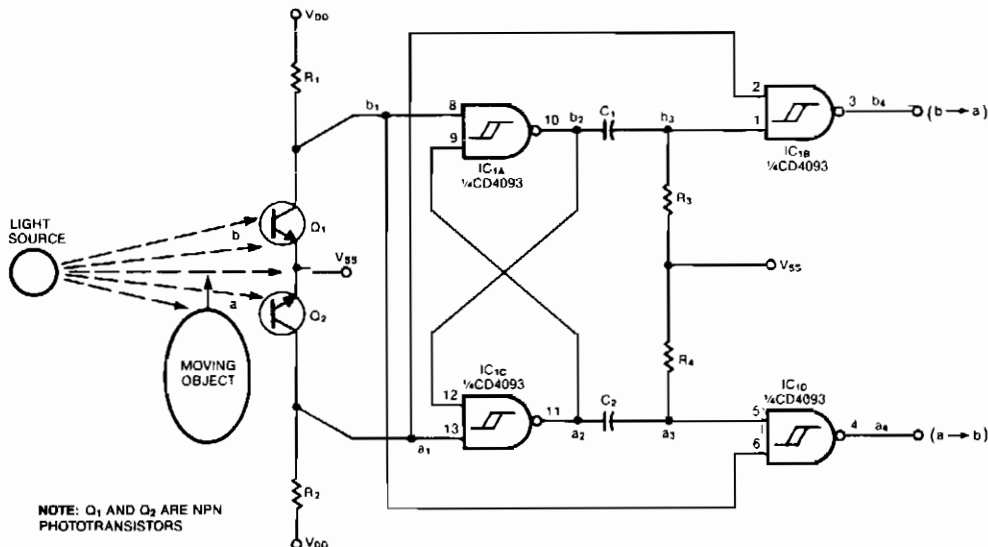 VDD
R1
b1
8
9
10
b2
C1
b3
2
1
3
b4
(b → a)
IC1A
¼CD4093
IC1B
¼CD4093
LIGHT
SOURCE
b
Q1
R3
VSS
VSS
a
Q2
R4
MOVING
OBJECT
IC1C
¼CD4093
IC1D
¼CD4093
12
13
11
a2
C2
a3
5
6
4
a4
(a → b)
a1
R2
NOTE: Q1 AND Q2 ARE NPN
PHOTOTRANSISTORS
VDD